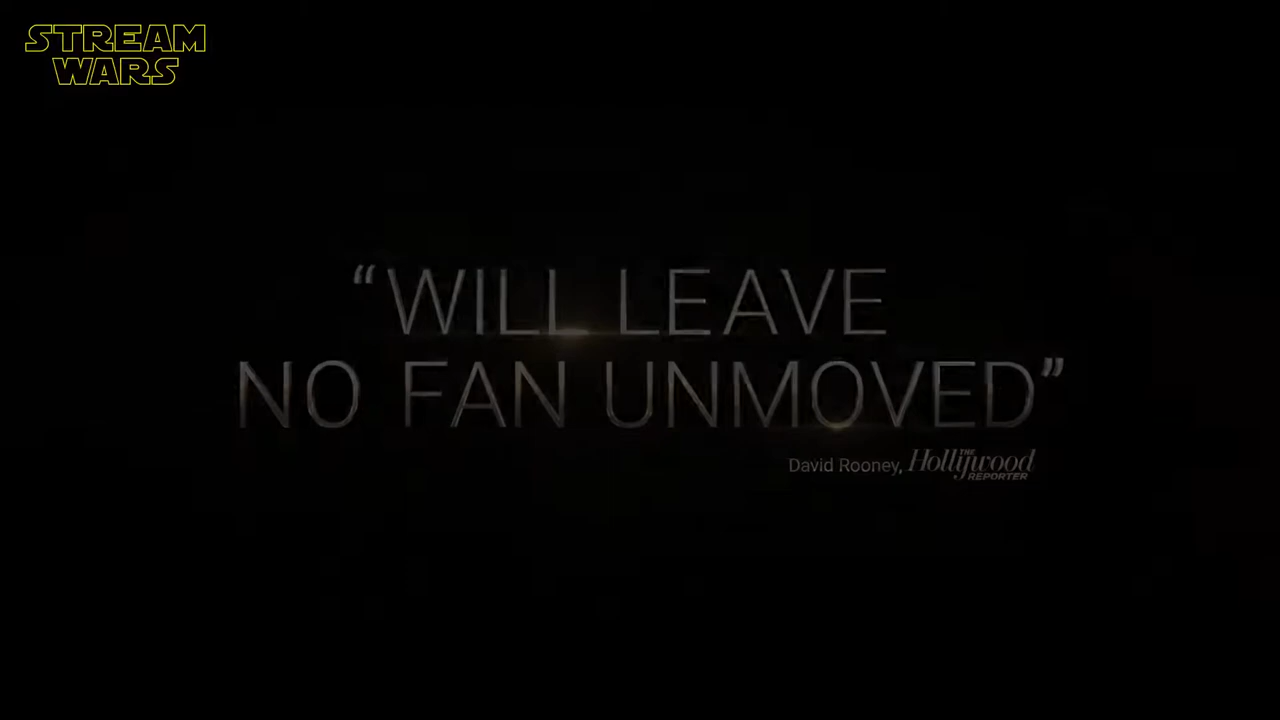 STREAM
WARS
“WILL LEAVE
NO FAN UNMOVED”
David Rooney, THE Hollywood REPORTER